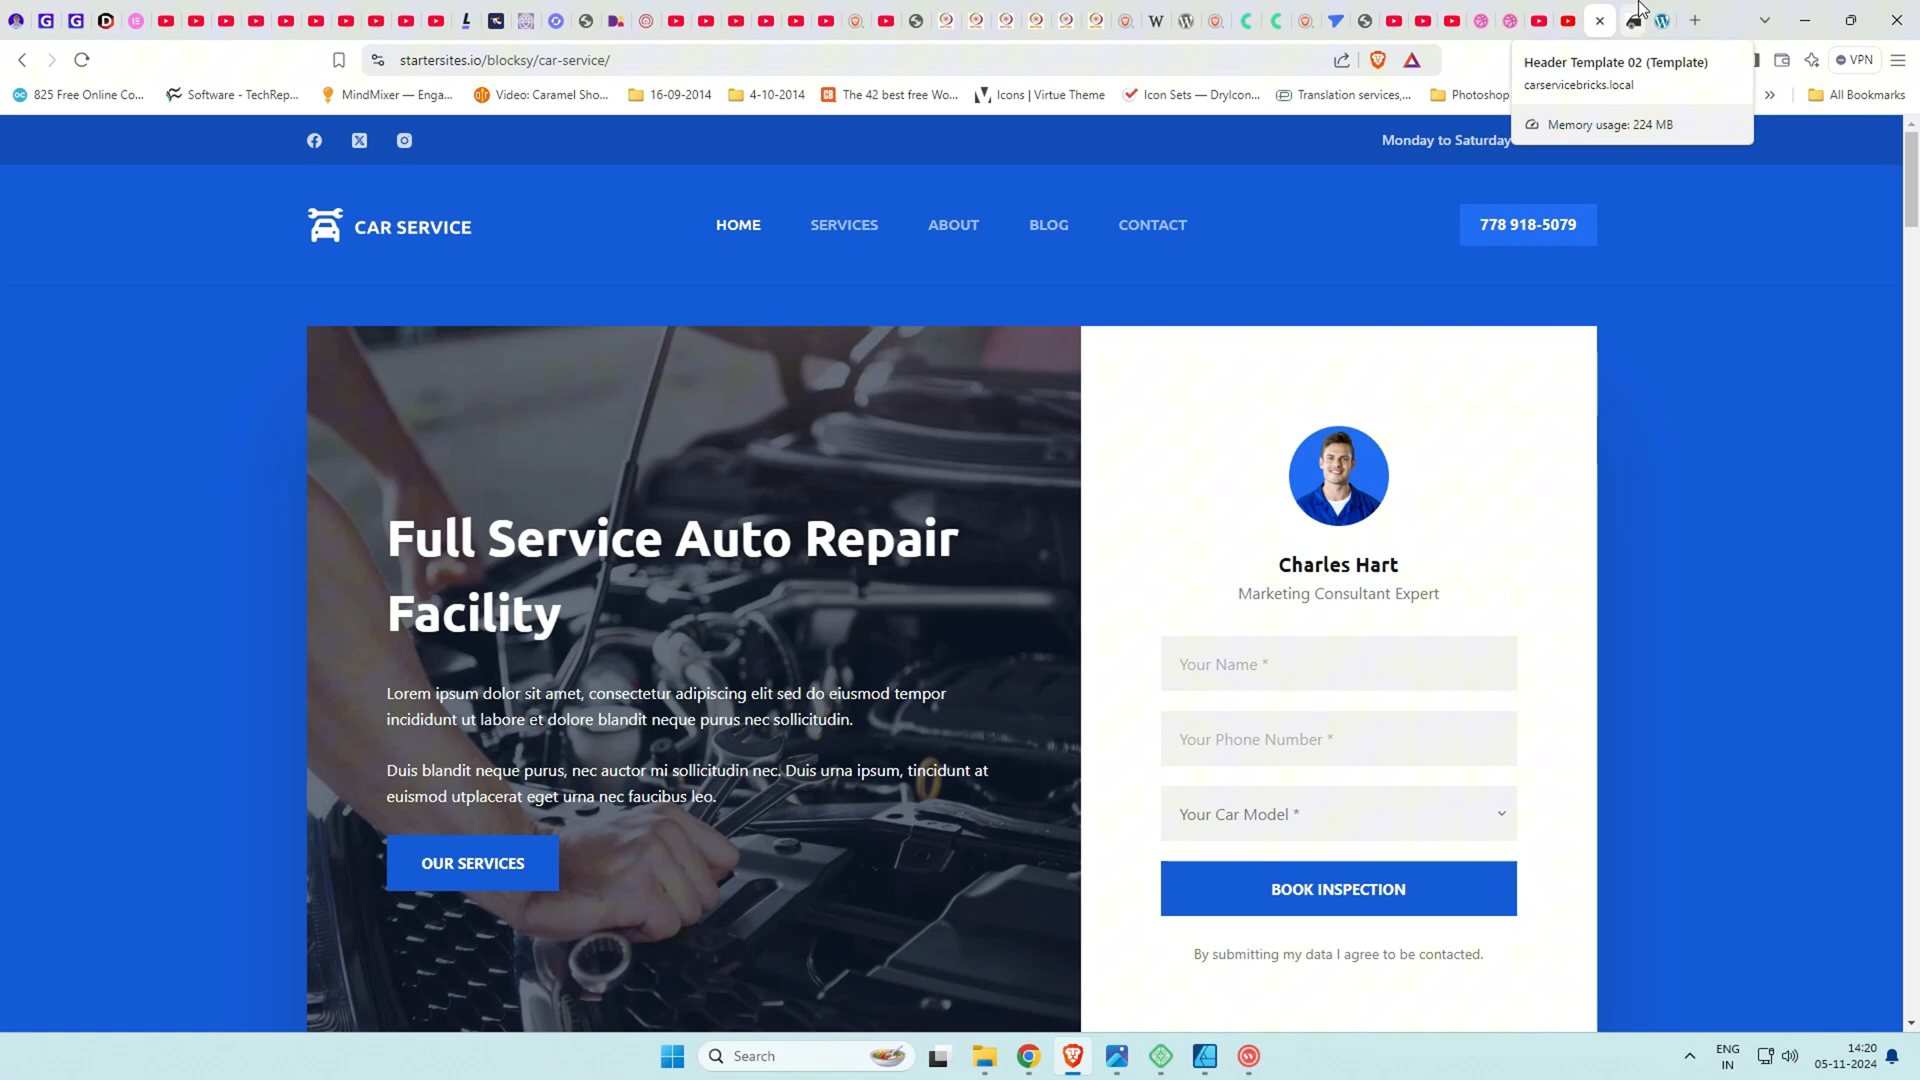 startersites.io/blocksy/car-service/
VPN
825 Free Online Co...
Software - TechRep...
MindMixer — Enga...
Video: Caramel Sho...
16-09-2014
4-10-2014
The 42 best free Wo...
Icons | Virtue Theme
Icon Sets — DryIcon...
Translation services,...
Photoshop
All Bookmarks
Header Template 02 (Template)
carservicebricks.local
Memory usage: 224 MB
Monday to Saturday
CAR SERVICE
HOME
SERVICES
ABOUT
BLOG
CONTACT
778 918-5079
Full Service Auto Repair
Facility
Lorem ipsum dolor sit amet, consectetur adipiscing elit sed do eiusmod tempor
incididunt ut labore et dolore blandit neque purus nec sollicitudin.
Duis blandit neque purus, nec auctor mi sollicitudin nec. Duis urna ipsum, tincidunt at
euismod utplacerat eget urna nec faucibus leo.
OUR SERVICES
Charles Hart
Marketing Consultant Expert
Your Name *
Your Phone Number *
Your Car Model *
BOOK INSPECTION
By submitting my data I agree to be contacted.
Search
ENG
IN
14:20
05-11-2024